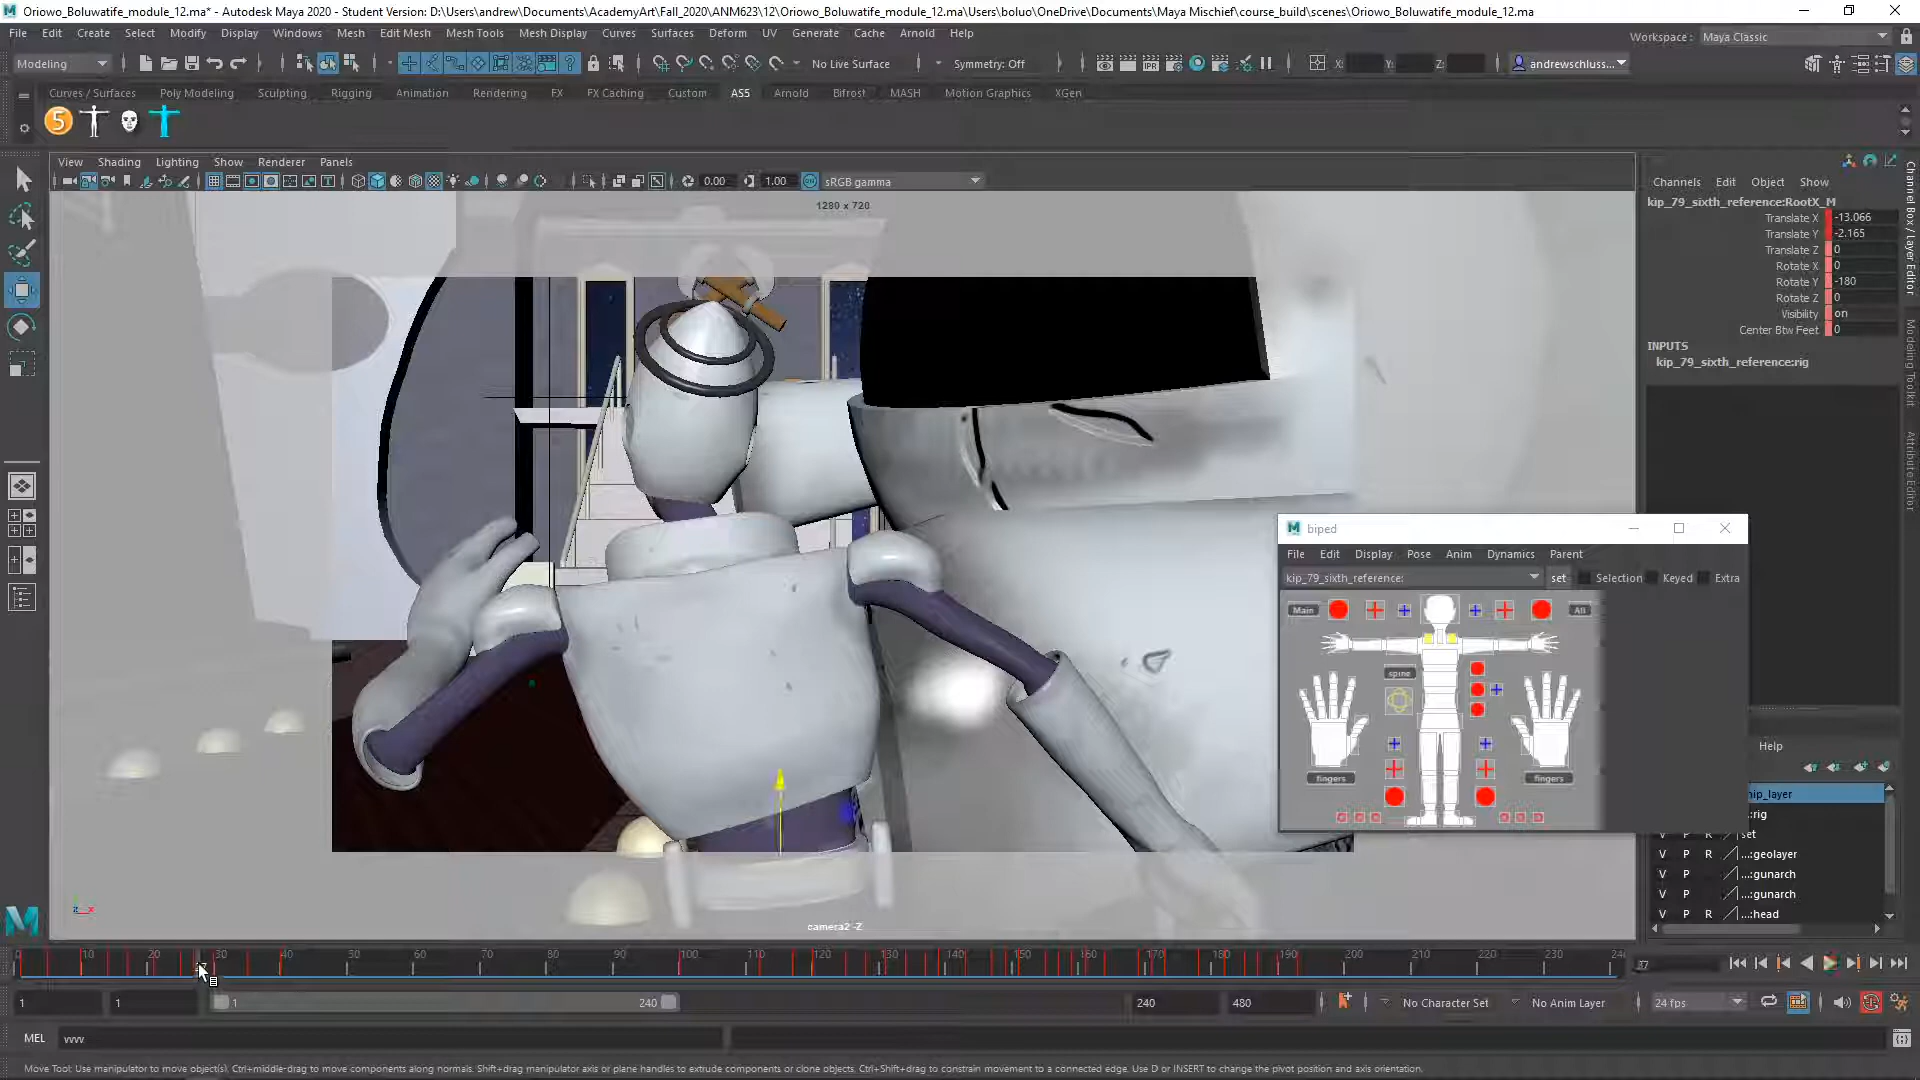 Oriowo_Boluwatife_module_12.ma* - Autodesk Maya 2020 - Student Version: D:\Users\andrew\Documents\AcademyArt\Fall_2020\ANM623\12\Oriowo_Boluwatife_module_12.ma\Users\boluo\OneDrive\Documents\Maya Mischief\course_build\scenes\Oriowo_Boluwatife_module_12.ma
File Edit Create Select Modify Display Windows Mesh Edit Mesh Mesh Tools Mesh Display Curves Surfaces Deform UV Generate Cache Arnold Help
Workspace: Maya Classic
Modeling No Live Surface Symmetry: Off X: Y: Z: andrewschluss...
Curves / Surfaces Poly Modeling Sculpting Rigging Animation Rendering FX FX Caching Custom AS5 Arnold Bifrost MASH Motion Graphics XGen
5
View Shading Lighting Show Renderer Panels
0.00 1.00 sRGB gamma
1280 x 720
Channels Edit Object Show
kip_79_sixth_reference:RootX_M
Translate X -13.066
Translate Y -2.165
Translate Z 0
Rotate X 0
Rotate Y -180
Rotate Z 0
Visibility on
Center Btw Feet 0
INPUTS
kip_79_sixth_reference:rig
Channel Box / Layer Editor
Modeling Toolkit
Attribute Editor
biped
File Edit Display Pose Anim Dynamics Parent
kip_79_sixth_reference: set Selection Keyed Extra
Main All
spine
fingers fingers
Help
...:rig
V P R set
V P R ...:geolayer
V P R ...:gunarch
V P ...:gunarch
V P R ...:head
camera2 -Z
0 10 20 30 40 50 60 70 80 90 100 110 120 130 140 150 160 170 180 190 200 210 220 230
1 1 1 240 240 480 No Character Set No Anim Layer 24 fps
MEL vvvv
Move Tool: Use manipulator to move object(s). Ctrl+middle-drag to move components along normals. Shift+drag manipulator axis or plane handles to extrude components or clone objects. Ctrl+Shift+drag to constrain movement to a connected edge. Use D or INSERT to change the pivot position and axis orientation.